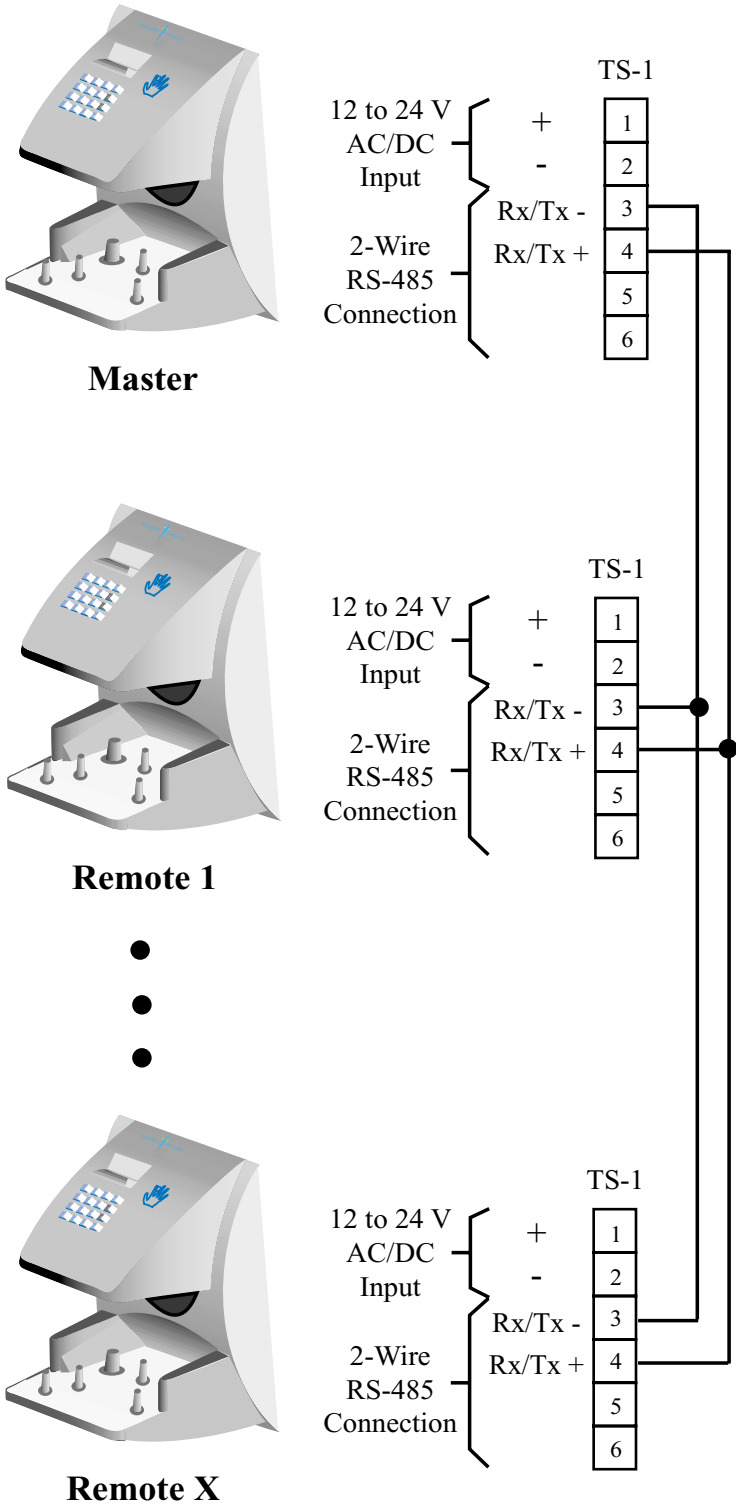 TS-1
12 to 24 V
AC/DC
Input
+
-
2-Wire
RS-485
Connection
Rx/Tx -
Rx/Tx +
1
2
3
4
5
6
Master
TS-1
12 to 24 V
AC/DC
Input
+
-
2-Wire
RS-485
Connection
Rx/Tx -
Rx/Tx +
1
2
3
4
5
6
Remote 1
TS-1
12 to 24 V
AC/DC
Input
+
-
2-Wire
RS-485
Connection
Rx/Tx -
Rx/Tx +
1
2
3
4
5
6
Remote X